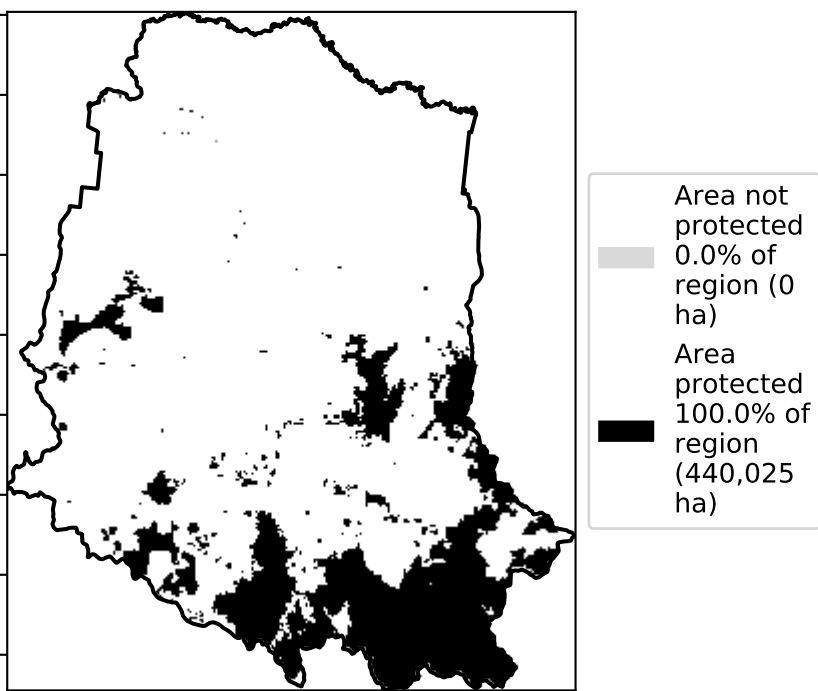 Area not
protected
0.0% of
region (0
ha)
Area
protected
100.0% of
region
(440,025
ha)